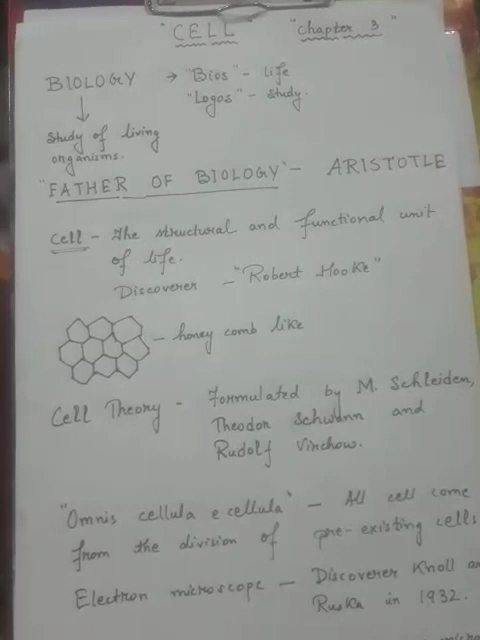 "CELL" "Chapter 3"
BIOLOGY → "Bios" - life
"Logos" - study.
↓
study of living
organisms.
"FATHER OF BIOLOGY" - ARISTOTLE
Cell - The structural and functional unit
of life.
Discoverer - "Robert Hooke"
- honey comb like
Cell Theory - Formulated by M. Schleiden,
Theodor Schwann and
Rudolf Virchow.
"Omnis cellula e cellula" - All cell come
from the division of pre-existing cells
Electron microscope - Discoverer Knoll
Ruska in 1932.